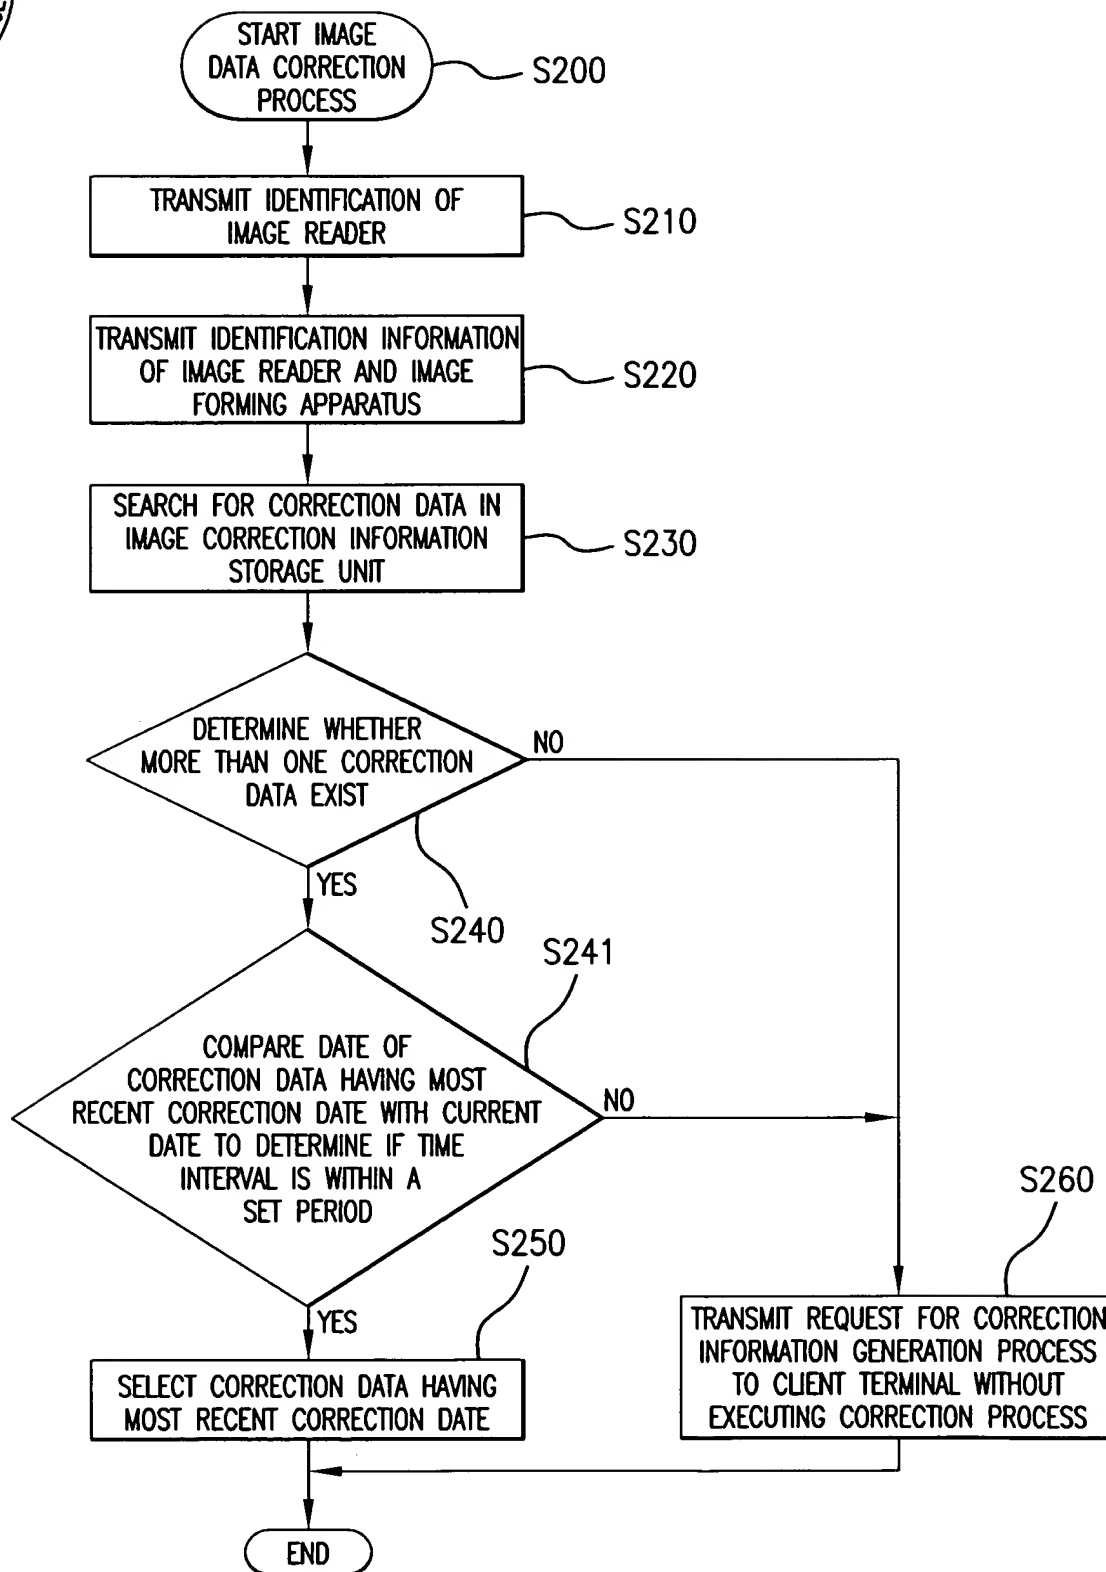 START IMAGE
DATA CORRECTION
PROCESS
S200
TRANSMIT IDENTIFICATION OF
IMAGE READER
S210
TRANSMIT IDENTIFICATION INFORMATION
OF IMAGE READER AND IMAGE
FORMING APPARATUS
S220
SEARCH FOR CORRECTION DATA IN
IMAGE CORRECTION INFORMATION
STORAGE UNIT
S230
DETERMINE WHETHER
MORE THAN ONE CORRECTION
DATA EXIST
NO
YES
S240
S241
COMPARE DATE OF
CORRECTION DATA HAVING MOST
RECENT CORRECTION DATE WITH CURRENT
DATE TO DETERMINE IF TIME
INTERVAL IS WITHIN A
SET PERIOD
NO
YES
S250
SELECT CORRECTION DATA HAVING
MOST RECENT CORRECTION DATE
S260
TRANSMIT REQUEST FOR CORRECTION
INFORMATION GENERATION PROCESS
TO CLIENT TERMINAL WITHOUT
EXECUTING CORRECTION PROCESS
END